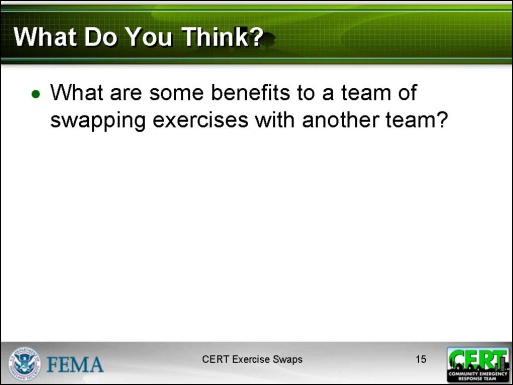 What Do You Think?
• What are some benefits to a team of
swapping exercises with another team?
FEMA
CERT Exercise Swaps
15
CERT
COMMUNITY EMERGENCY
RESPONSE TEAM